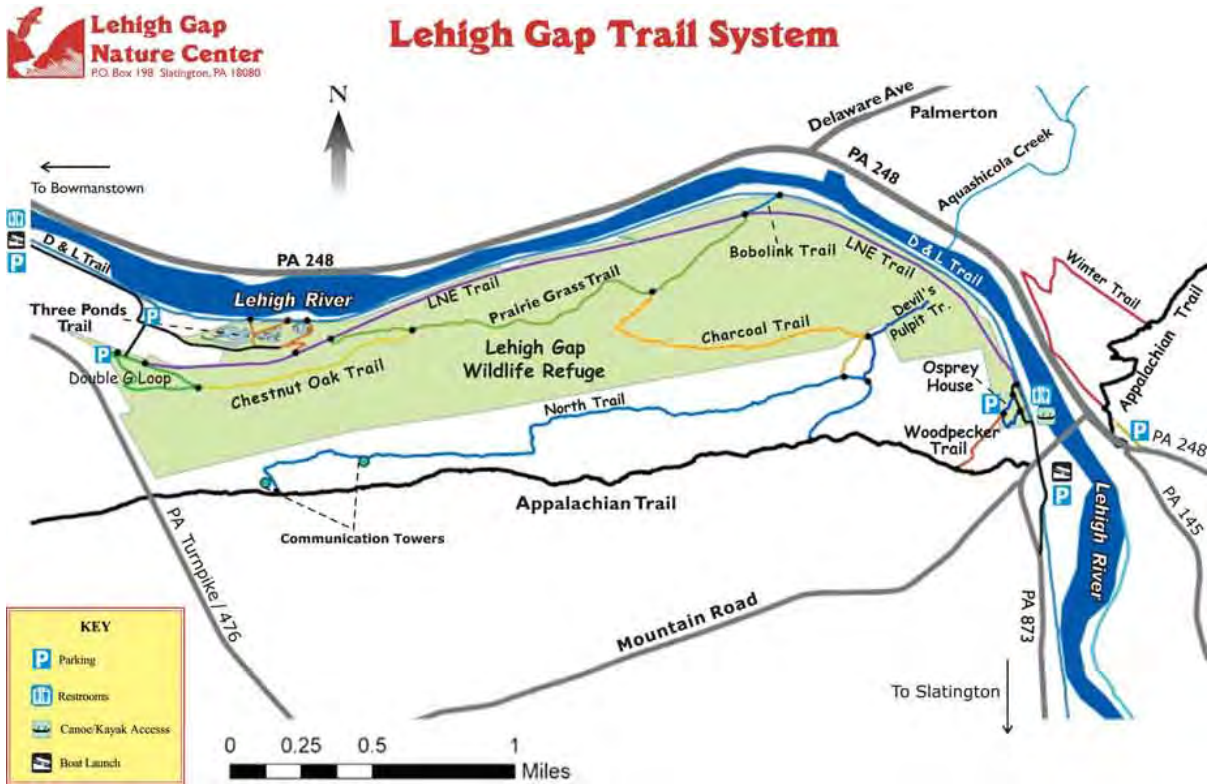 Lehigh Gap
Nature Center
P.O. Box 198 Slatington, PA 18080
Lehigh Gap Trail System
N
Delaware Ave
Palmerton
PA 248
Aquashicola Creek
To Bowmanstown
D & L Trail
PA 248
Lehigh River
Three Ponds
Trail
P
P
P
Double G Loop
Chestnut Oak Trail
LNE Trail
Prairie Grass Trail
Bobolink Trail
LNE Trail
D & L Trail
Charcoal Trail
Devil's
Pulpit Tr.
Lehigh Gap
Wildlife Refuge
Osprey
House
P
Winter Trail
Appalachian Trail
P
PA 248
North Trail
Woodpecker
Trail
P
Appalachian Trail
Communication Towers
PA Turnpike / 476
Mountain Road
PA 873
Lehigh River
PA 145
To Slatington
KEY
P Parking
Restrooms
Canoe/Kayak Accesss
Boat Launch
0 0.25 0.5 1
Miles